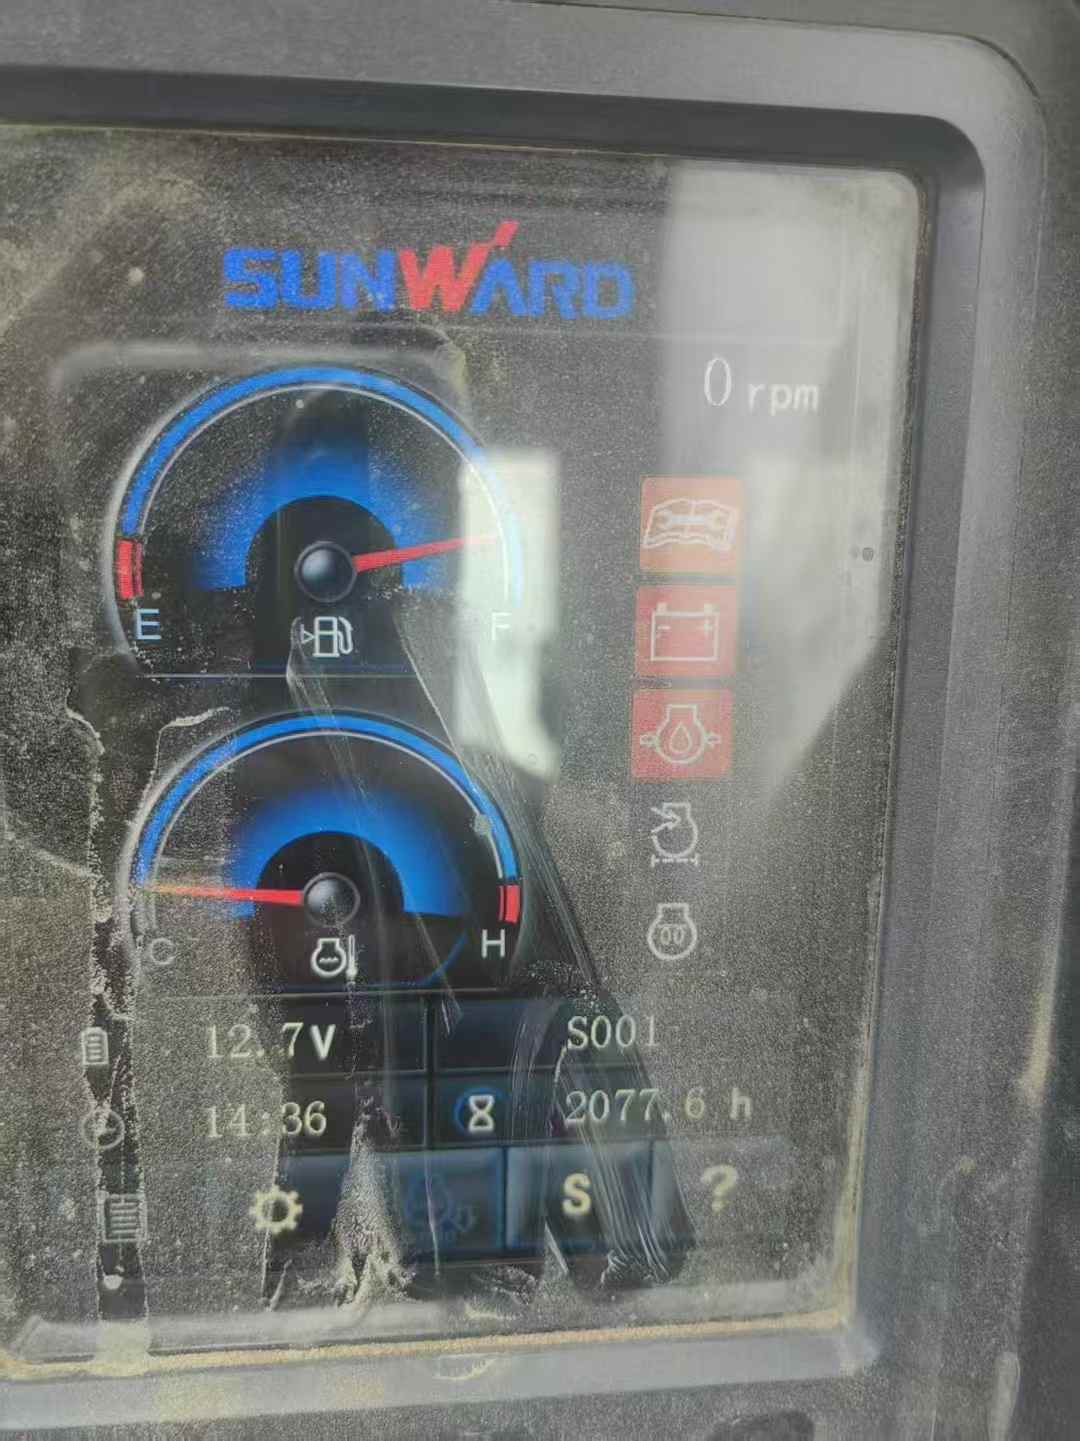 SUNWARD
0 rpm
E F
C H
12.7V S001
14:36 2077.6 h
S ?